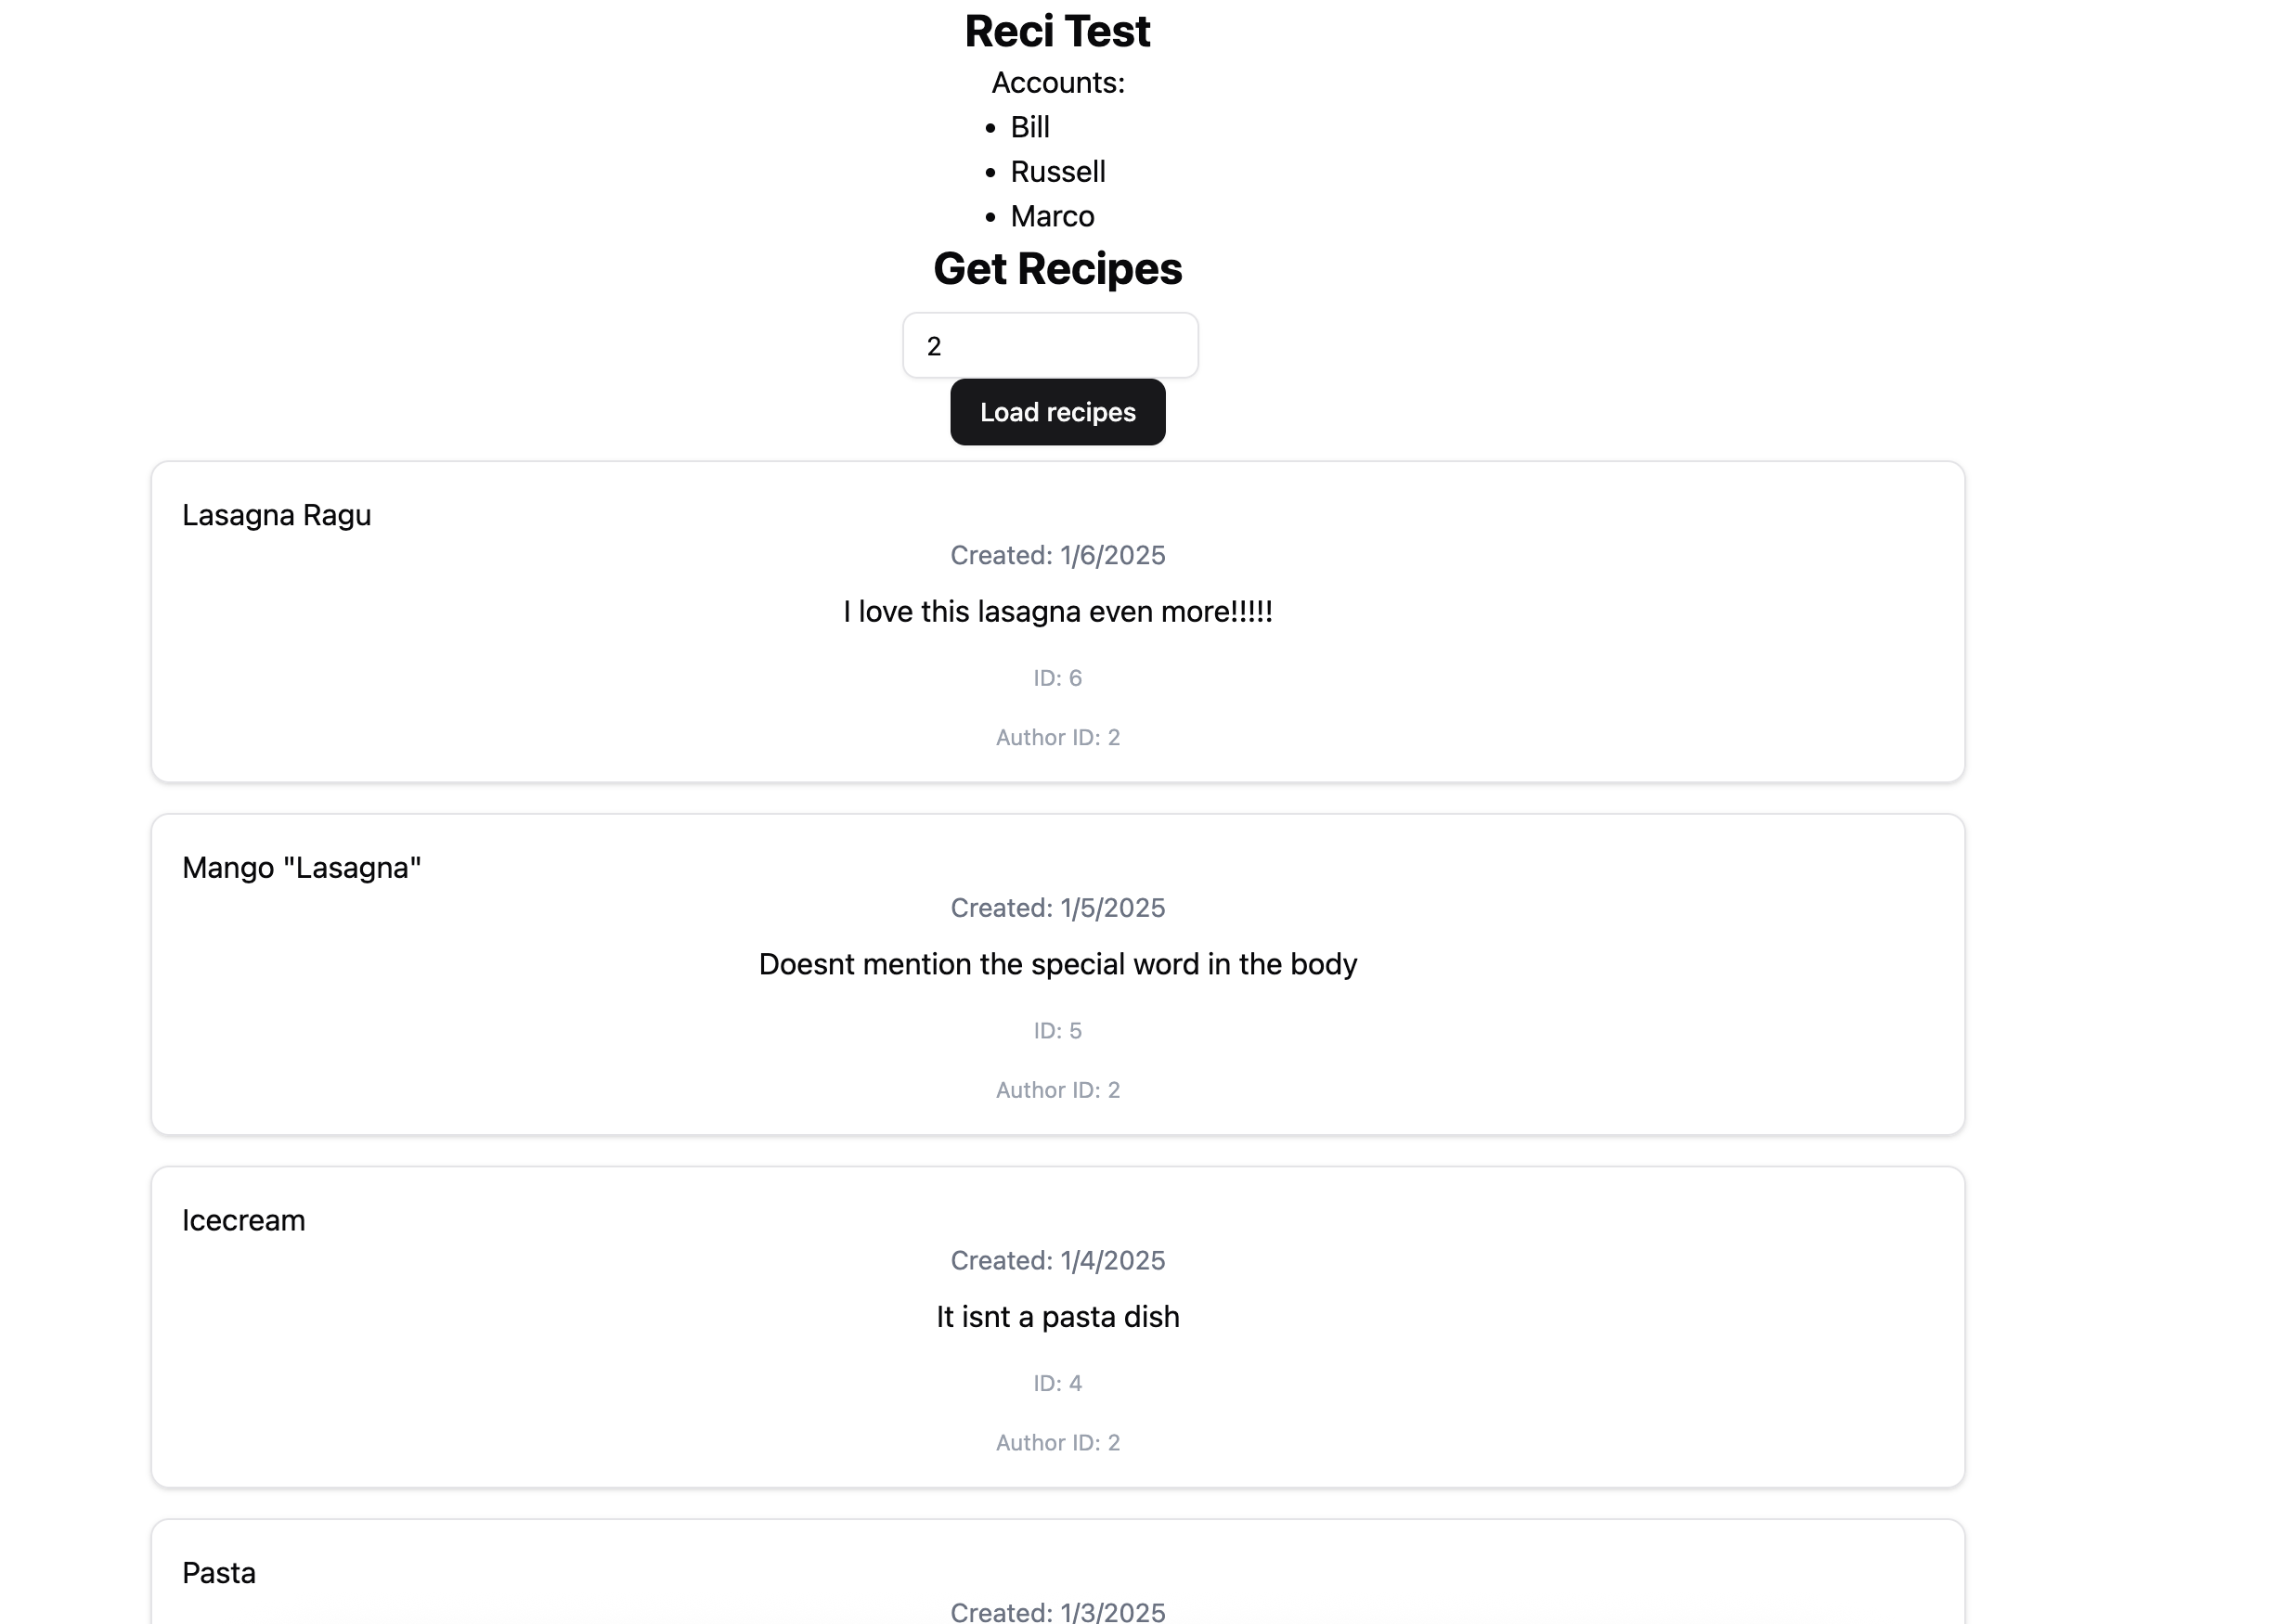 Reci Test
Accounts:
• Bill
• Russell
• Marco
Get Recipes
2
Load recipes
Lasagna Ragu
Created: 1/6/2025
I love this lasagna even more!!!!!
ID: 6
Author ID: 2
Mango "Lasagna"
Created: 1/5/2025
Doesnt mention the special word in the body
ID: 5
Author ID: 2
Icecream
Created: 1/4/2025
It isnt a pasta dish
ID: 4
Author ID: 2
Pasta
Created: 1/3/2025